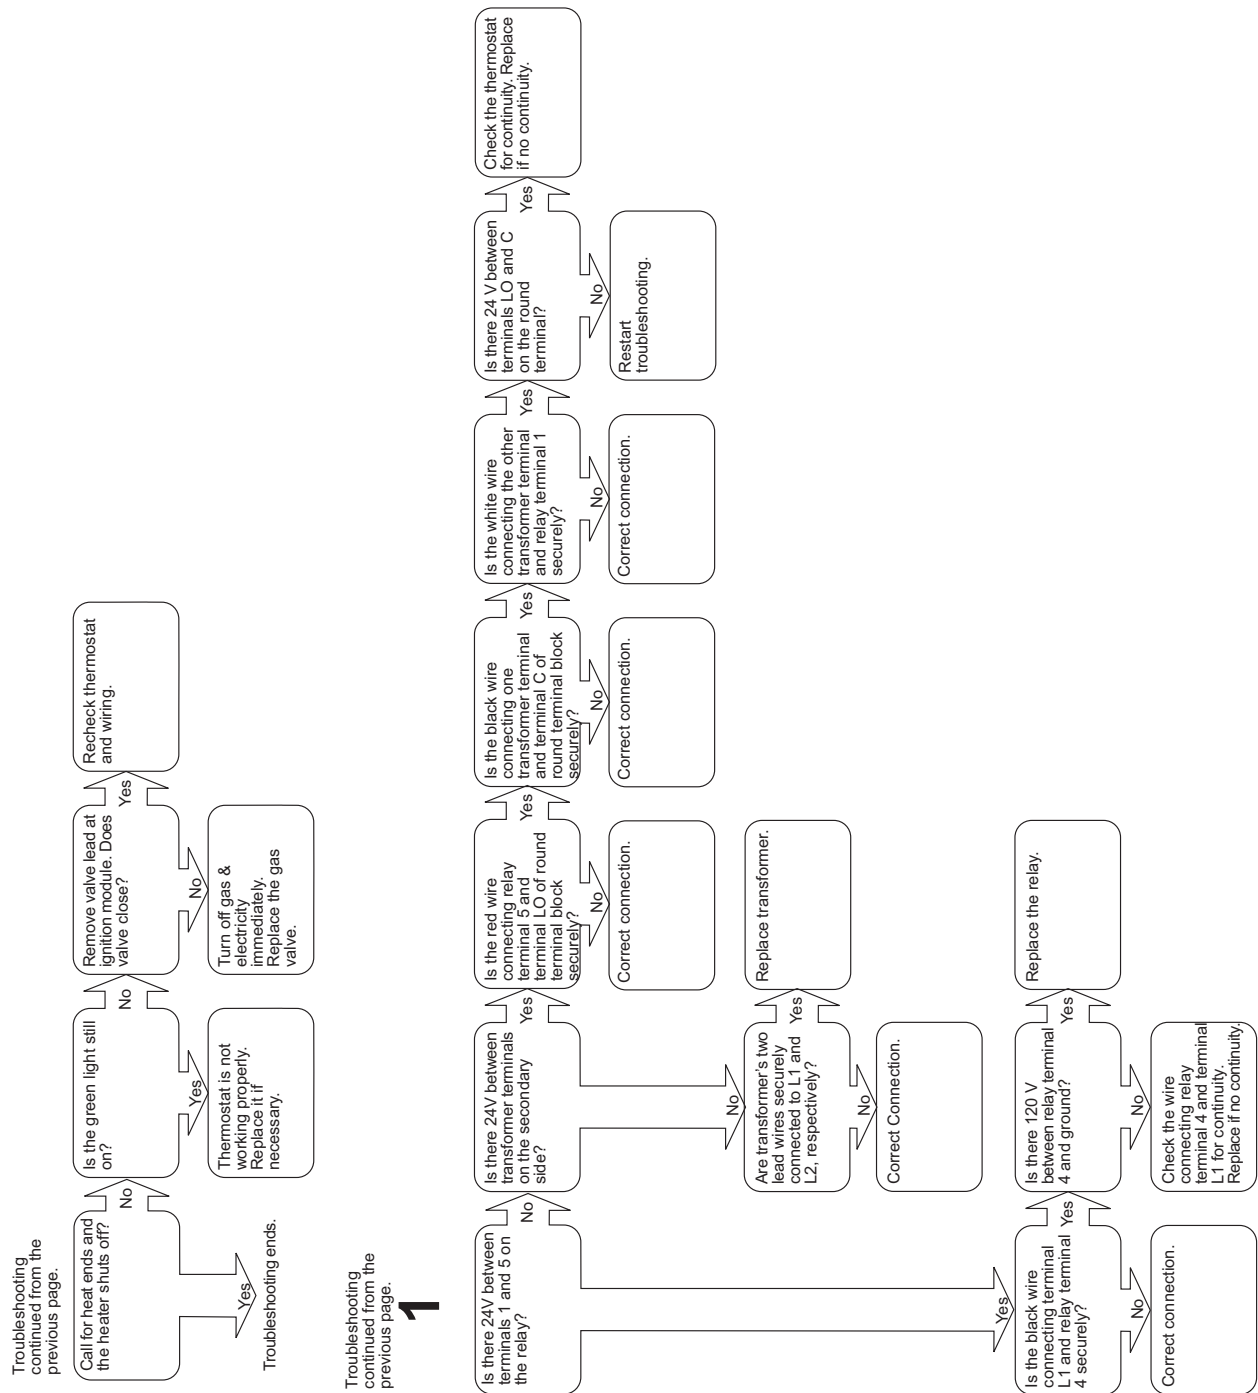 Troubleshooting
continued from the
previous page.
Call for heat ends and
the heater shuts off?
No
Yes
Troubleshooting ends.
Is the green light still
on?
No
Yes
Thermostat is not
working properly.
Replace it if
necessary.
Remove valve lead at
ignition module. Does
valve close?
Yes
No
Turn off gas &
electricity
immediately.
Replace the gas
valve.
Recheck thermostat
and wiring.
Troubleshooting
continued from the
previous page.
1
Is there 24V between
terminals 1 and 5 on
the relay?
No
Yes
Is there 24V between
transformer terminals
on the secondary
side?
Yes
No
Is the red wire
connecting relay
terminal 5 and
terminal LO of round
terminal block
securely?
Yes
No
Correct connection.
Is the black wire
connecting one
transformer terminal
and terminal C of
round terminal block
securely?
Yes
No
Correct connection.
Is the white wire
connecting the other
transformer terminal
and relay terminal 1
securely?
Yes
No
Correct connection.
Is there 24 V between
terminals LO and C
on the round
terminal?
Yes
No
Restart
troubleshooting.
Check the thermostat
for continuity. Replace
if no continuity.
Are transformer's two
lead wires securely
connected to L1 and
L2, respectively?
Yes
No
Replace transformer.
Correct Connection.
Is the black wire
connecting terminal
L1 and relay terminal
4 securely?
Yes
No
Correct connection.
Is there 120 V
between relay terminal
4 and ground?
Yes
No
Replace the relay.
Check the wire
connecting relay
terminal 4 and terminal
L1 for continuity.
Replace if no continuity.